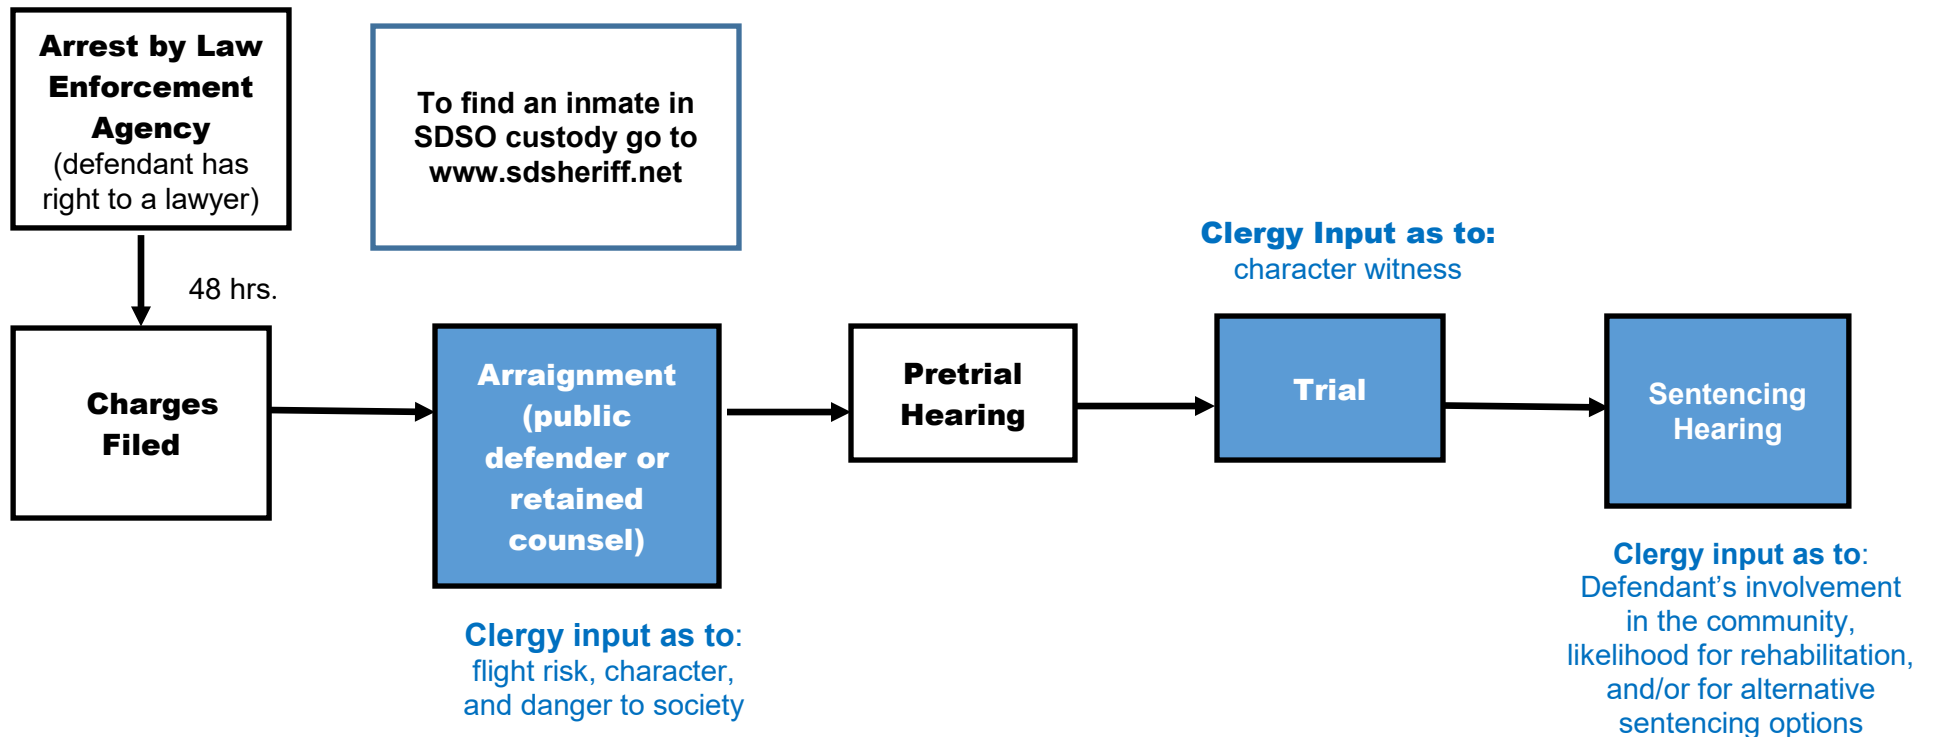 Arrest by Law
Enforcement
Agency
(defendant has
right to a lawyer)
To find an inmate in
SDSO custody go to
www.sdsheriff.net
48 hrs.
Charges
Filed
Arraignment
(public
defender or
retained
counsel)
Clergy input as to:
flight risk, character,
and danger to society
Pretrial
Hearing
Clergy Input as to:
character witness
Trial
Sentencing
Hearing
Clergy input as to:
Defendant’s involvement
in the community,
likelihood for rehabilitation,
and/or for alternative
sentencing options